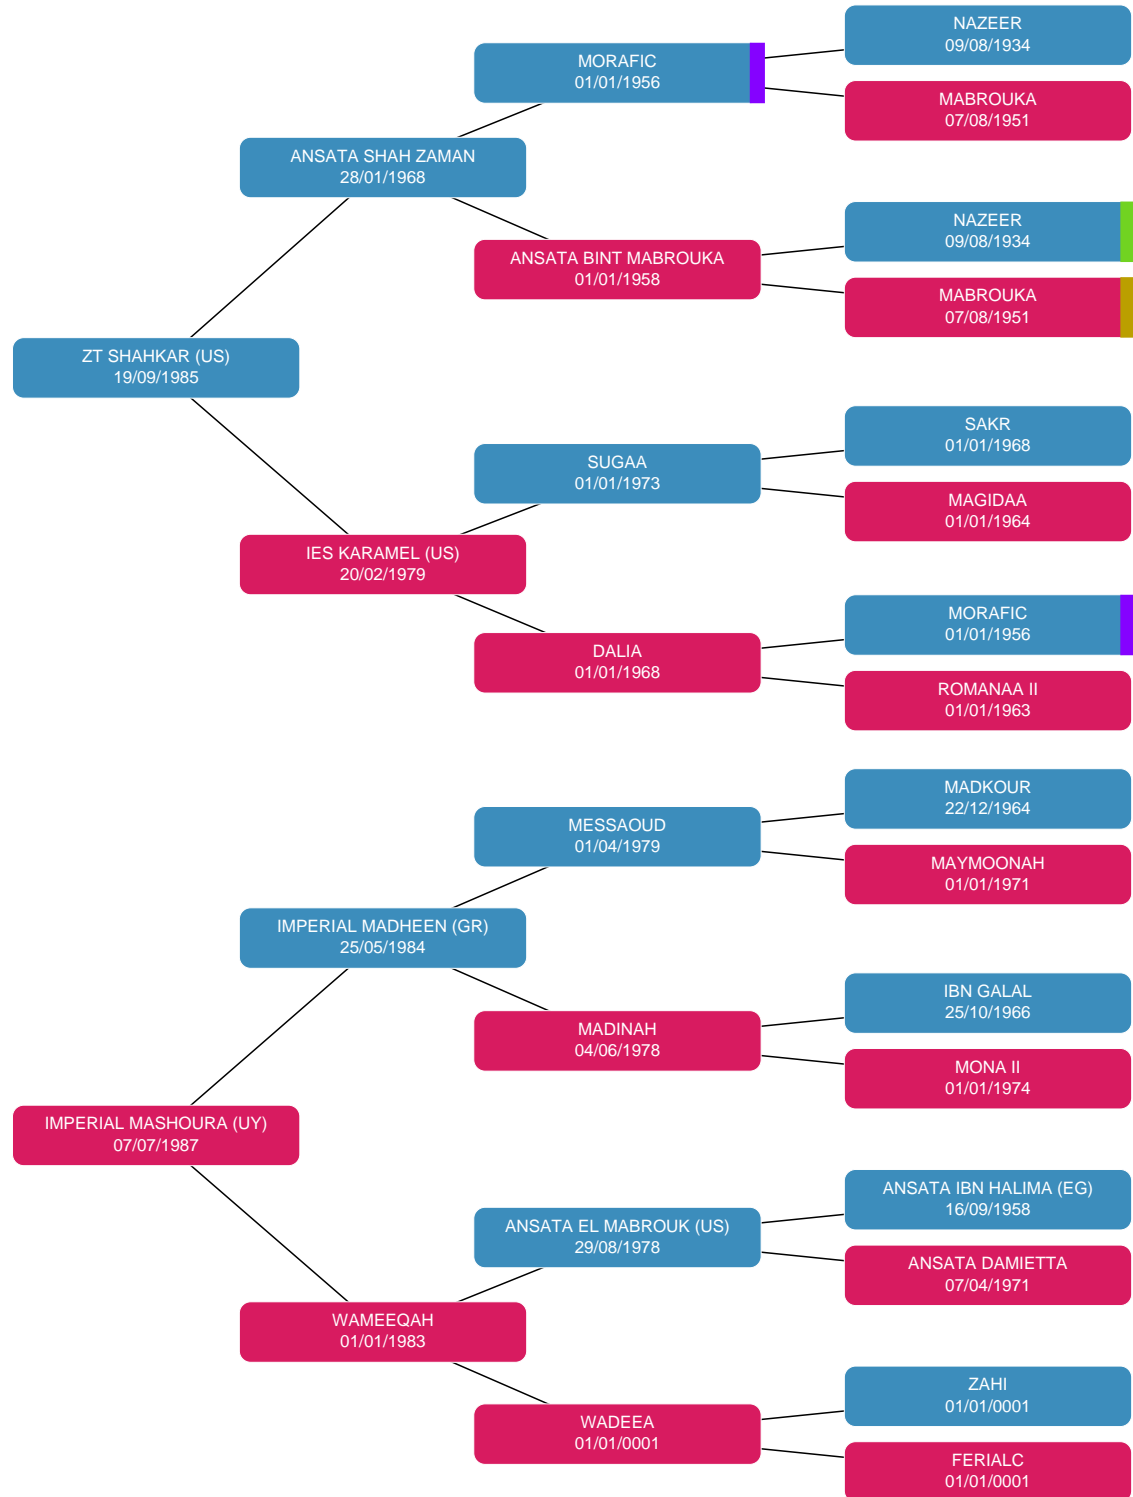 NAZEER
09/08/1934
MORAFIC
01/01/1956
MABROUKA
07/08/1951
ANSATA SHAH ZAMAN
28/01/1968
NAZEER
09/08/1934
ANSATA BINT MABROUKA
01/01/1958
MABROUKA
07/08/1951
ZT SHAHKAR (US)
19/09/1985
SAKR
01/01/1968
SUGAA
01/01/1973
MAGIDAA
01/01/1964
IES KARAMEL (US)
20/02/1979
MORAFIC
01/01/1956
DALIA
01/01/1968
ROMANAA II
01/01/1963
MADKOUR
22/12/1964
MESSAOUD
01/04/1979
MAYMOONAH
01/01/1971
IMPERIAL MADHEEN (GR)
25/05/1984
IBN GALAL
25/10/1966
MADINAH
04/06/1978
MONA II
01/01/1974
IMPERIAL MASHOURA (UY)
07/07/1987
ANSATA IBN HALIMA (EG)
16/09/1958
ANSATA EL MABROUK (US)
29/08/1978
ANSATA DAMIETTA
07/04/1971
WAMEEQAH
01/01/1983
ZAHI
01/01/0001
WADEEA
01/01/0001
FERIALC
01/01/0001